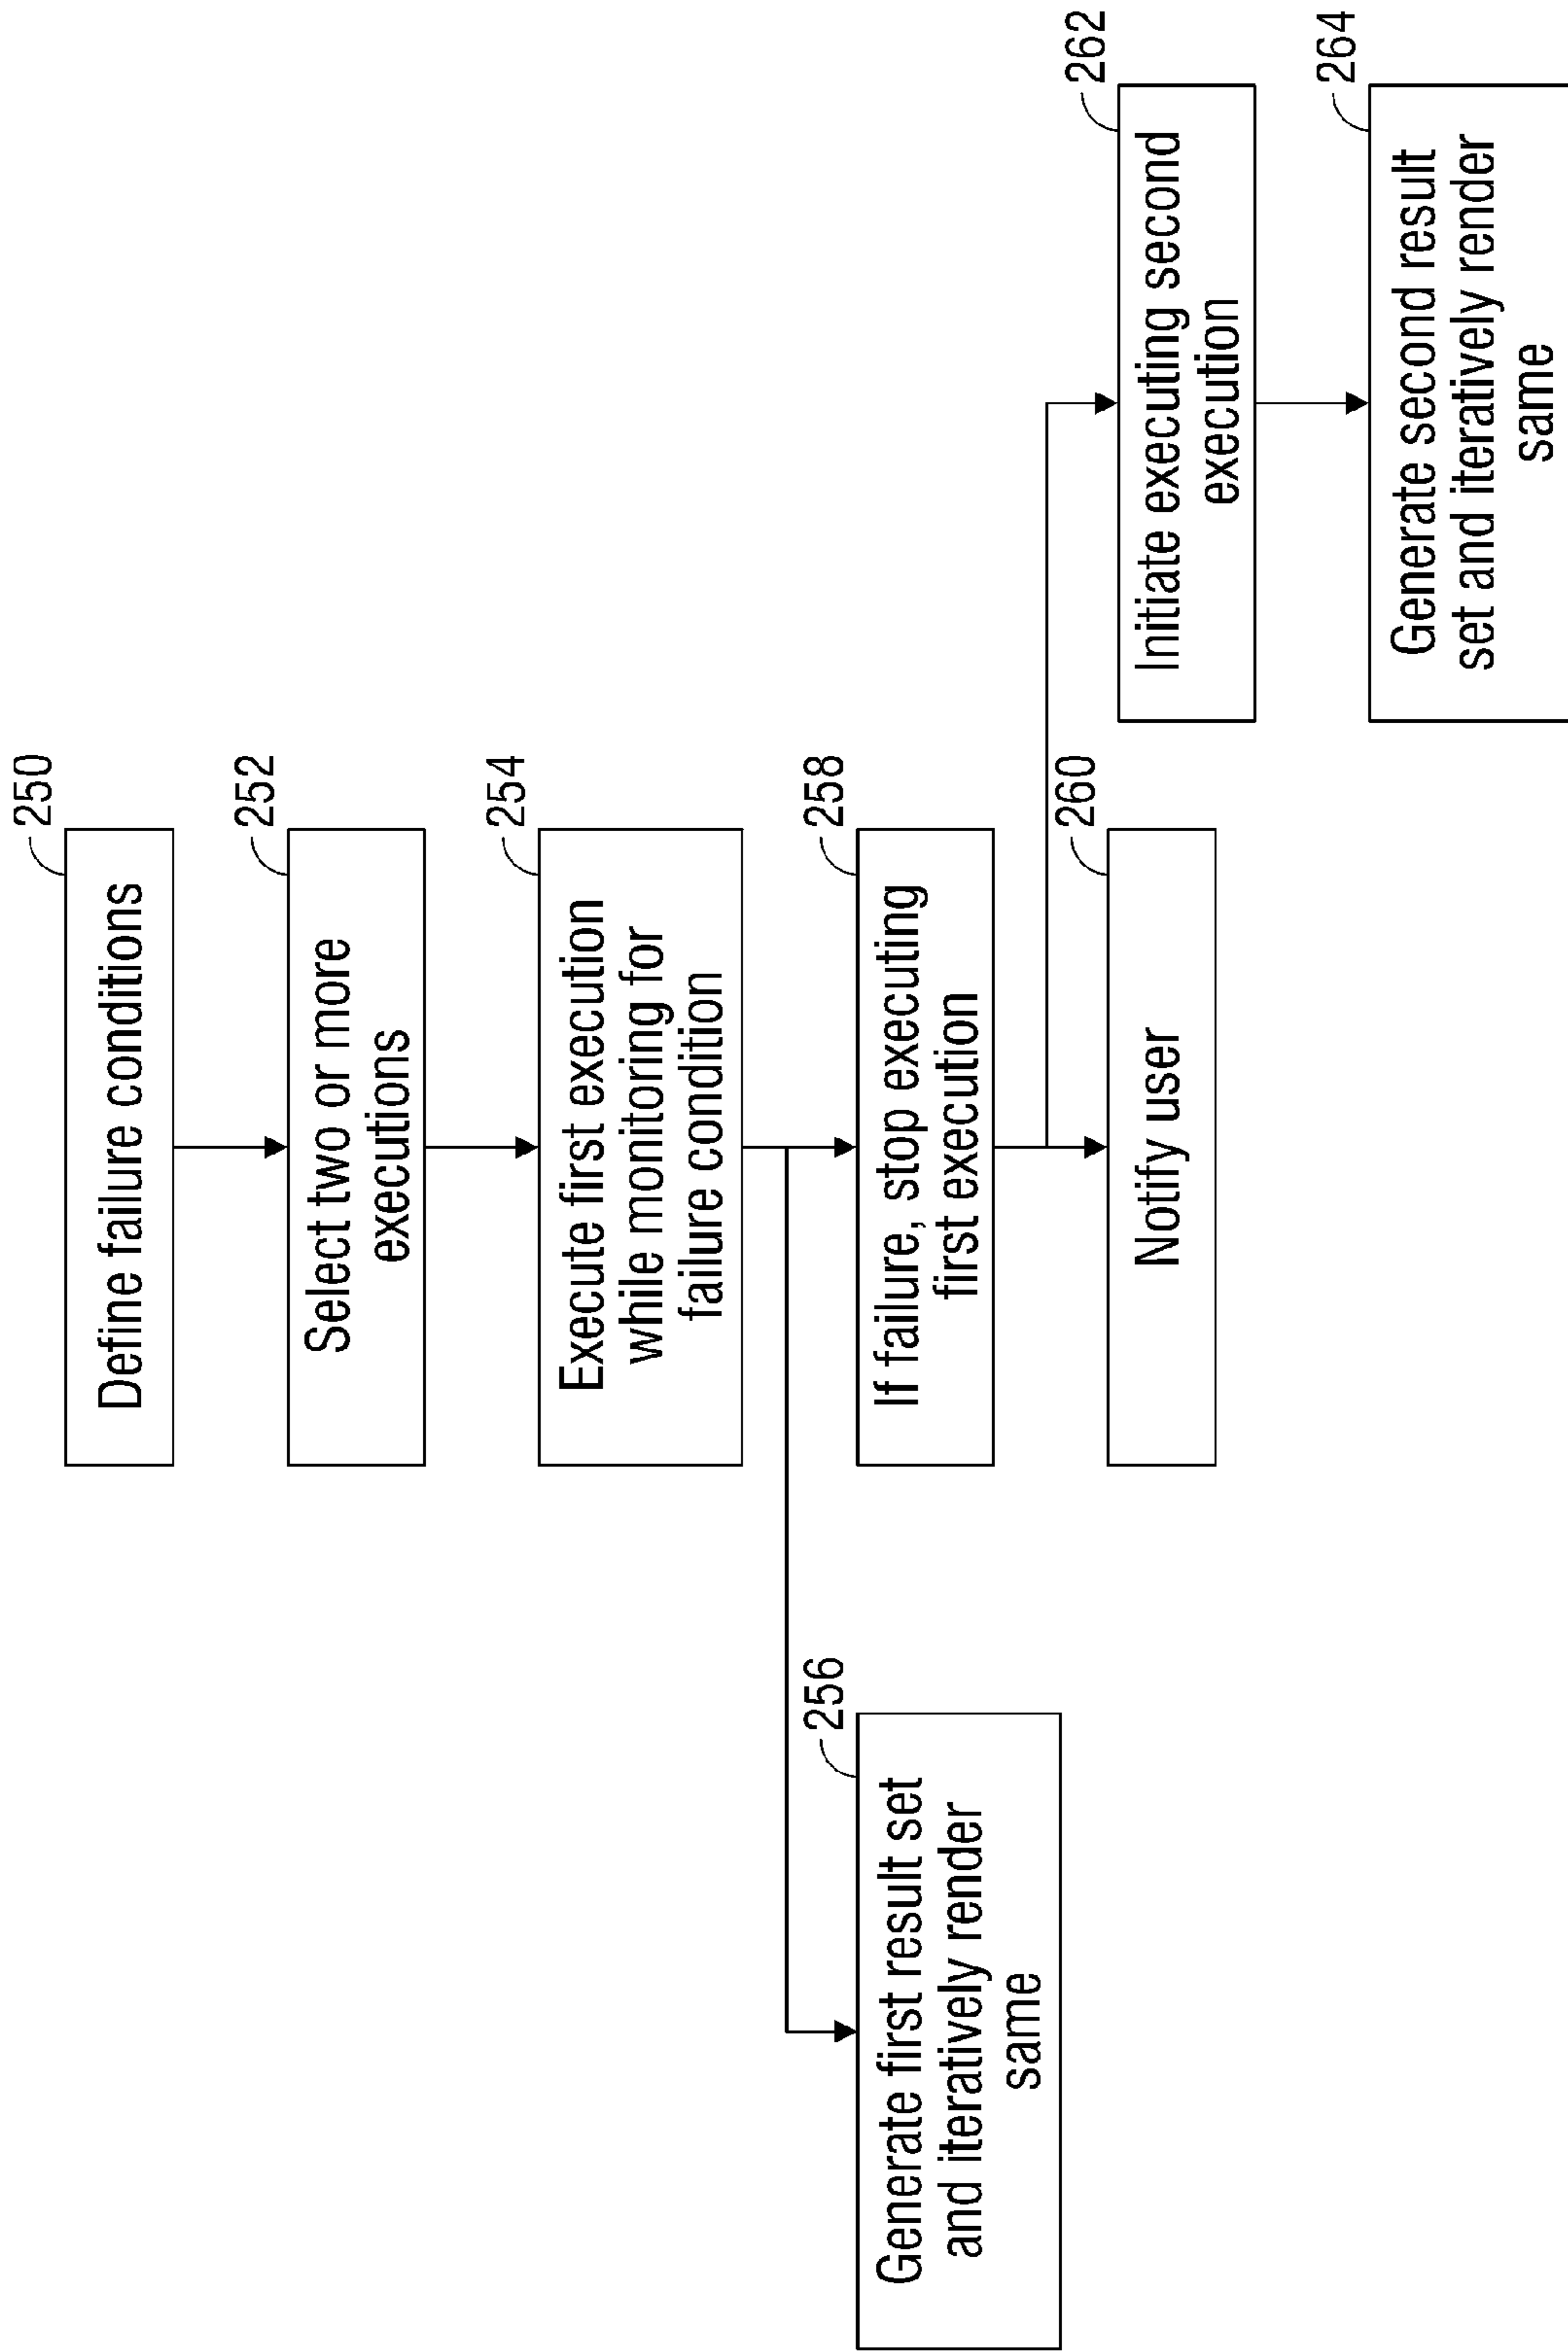 250
Define failure conditions
252
Select two or more
executions
254
Execute first execution
while monitoring for
failure condition
256
Generate first result set
and iteratively render
same
258
If failure, stop executing
first execution
260
Notify user
262
Initiate executing second
execution
264
Generate second result
set and iteratively render
same